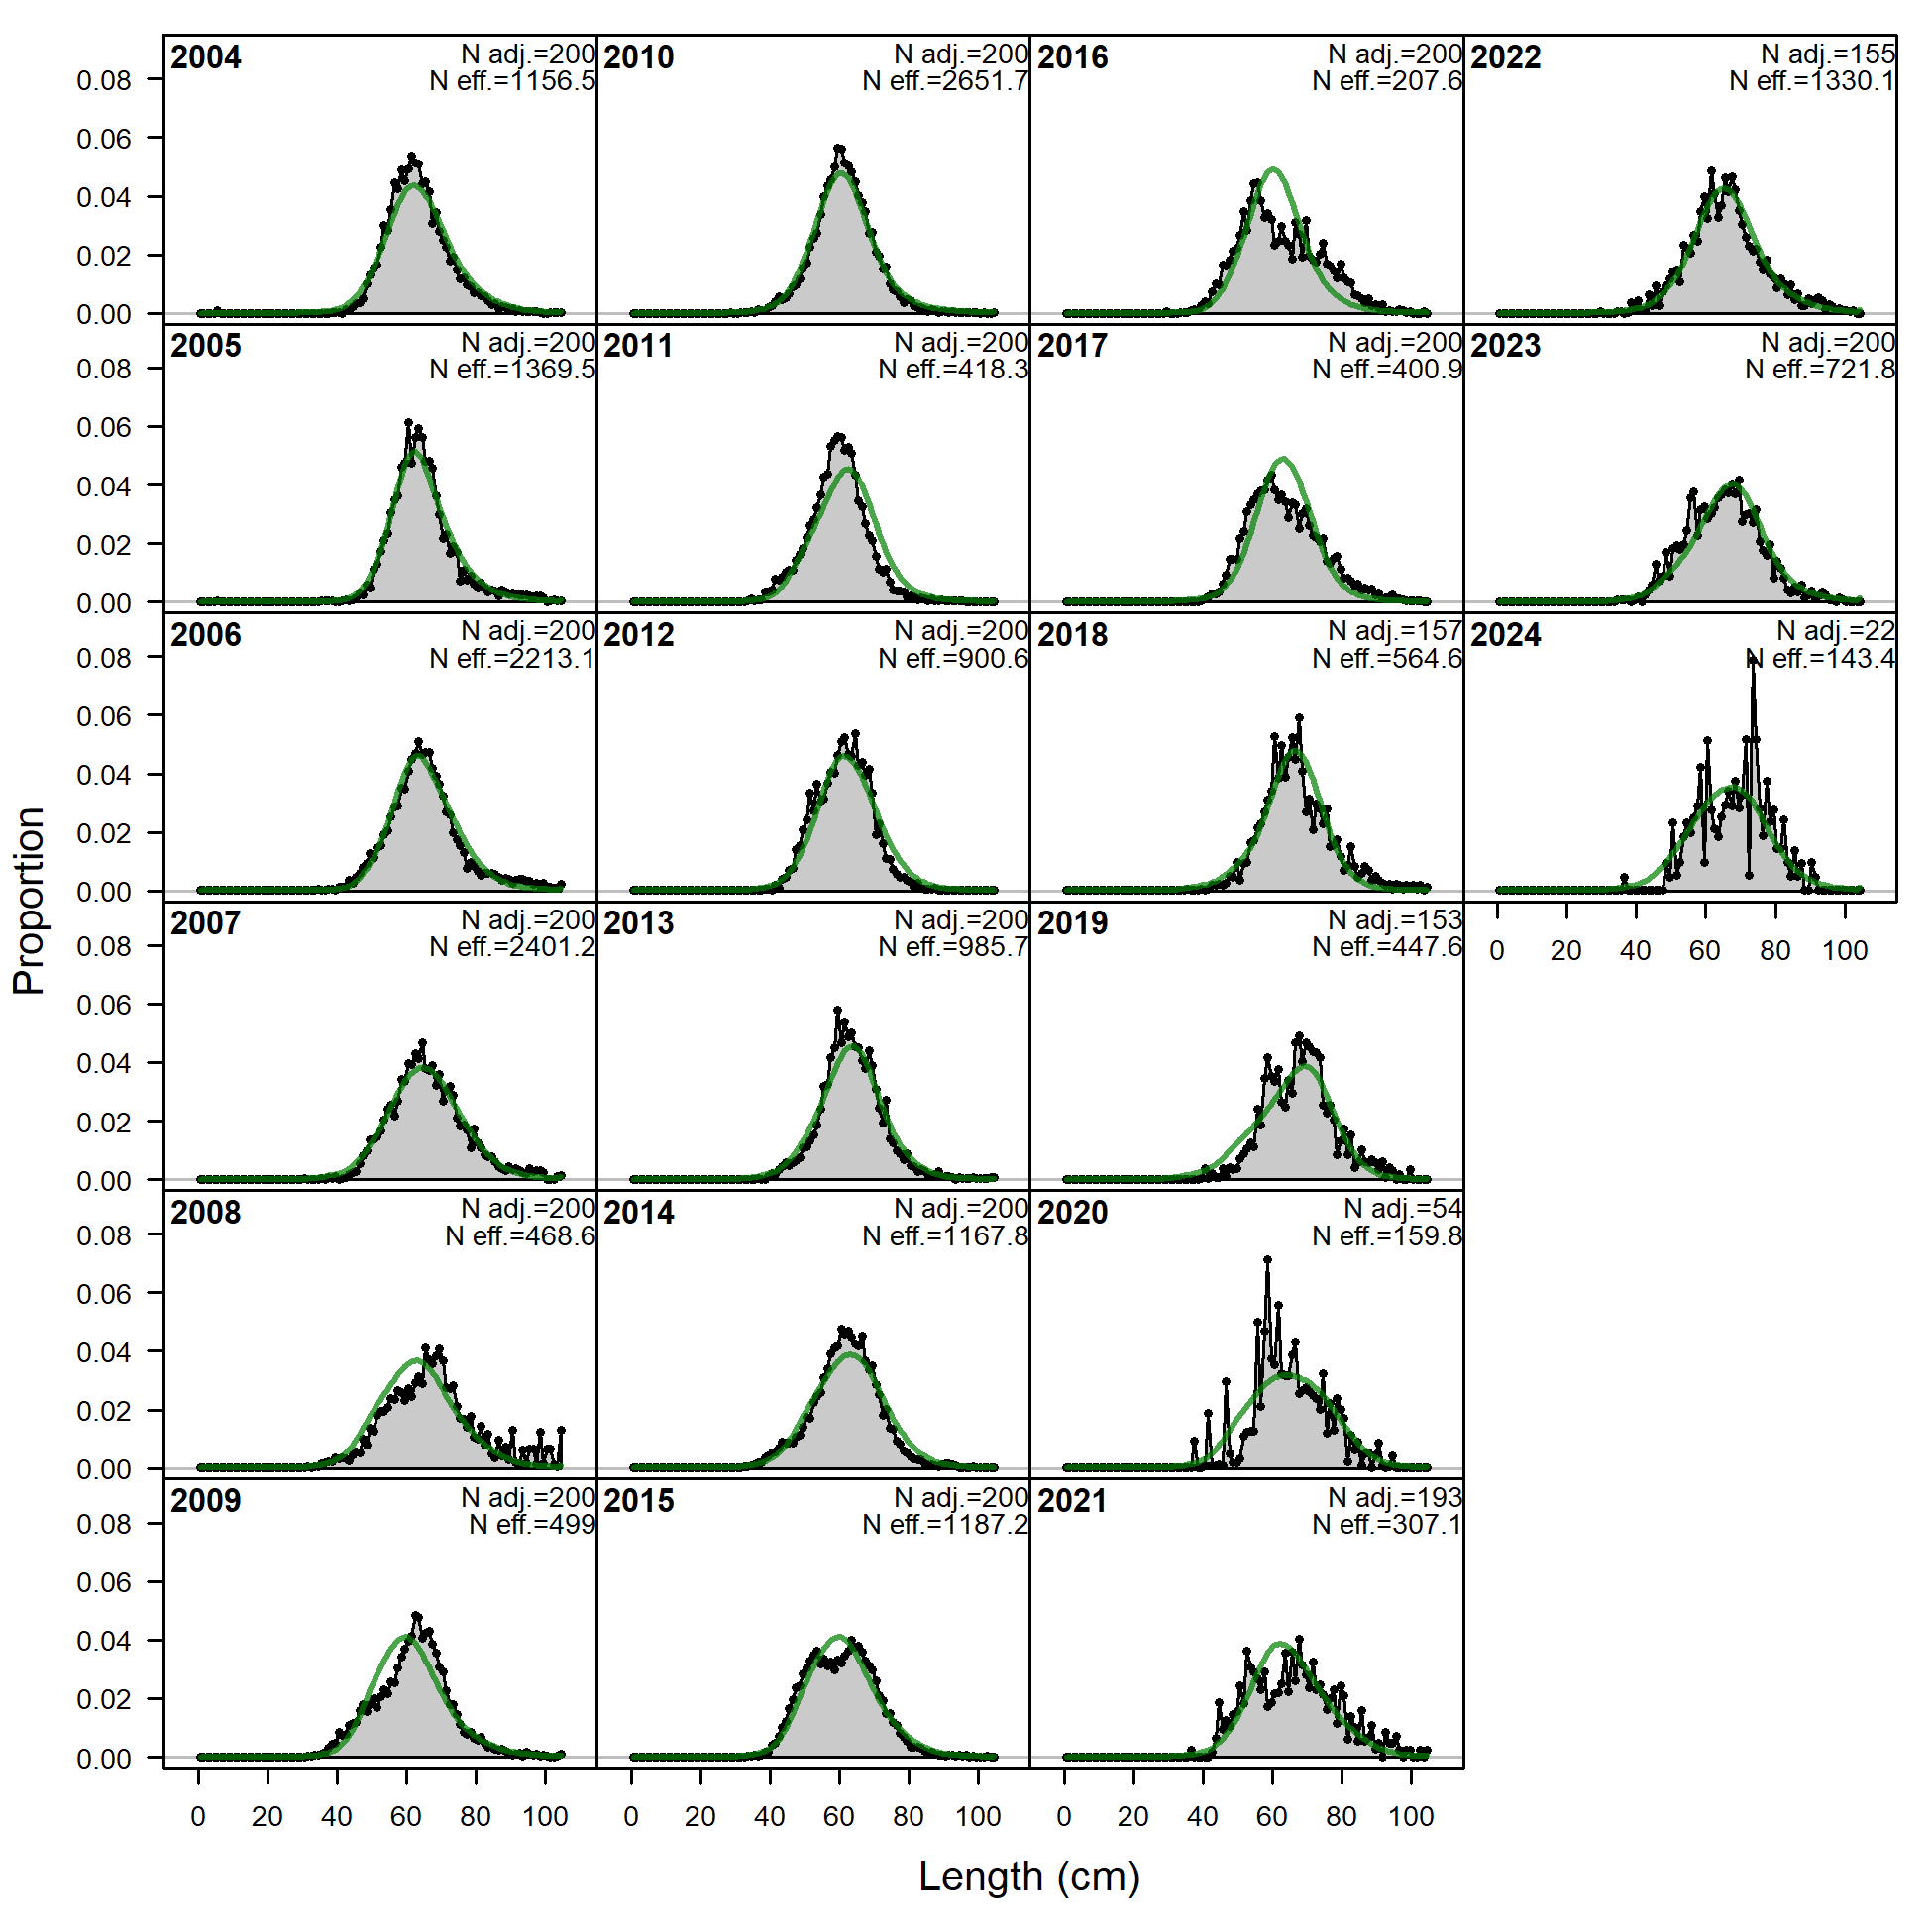 2004
N adj.=200
N eff.=1156.5
2010
N adj.=200
N eff.=2651.7
2016
N adj.=200
N eff.=207.6
2022
N adj.=155
N eff.=1330.1
0.08
0.06
0.04
0.02
0.00
2005
N adj.=200
N eff.=1369.5
2011
N adj.=200
N eff.=418.3
2017
N adj.=200
N eff.=400.9
2023
N adj.=200
N eff.=721.8
0.08
0.06
0.04
0.02
0.00
2006
N adj.=200
N eff.=2213.1
2012
N adj.=200
N eff.=900.6
2018
N adj.=157
N eff.=564.6
2024
N adj.=22
N eff.=143.4
0.08
0.06
0.04
0.02
0.00
2007
N adj.=200
N eff.=2401.2
2013
N adj.=200
N eff.=985.7
2019
N adj.=153
N eff.=447.6
0 20 40 60 80 100
0.08
0.06
0.04
0.02
0.00
2008
N adj.=200
N eff.=468.6
2014
N adj.=200
N eff.=1167.8
2020
N adj.=54
N eff.=159.8
0.08
0.06
0.04
0.02
0.00
2009
N adj.=200
N eff.=499
2015
N adj.=200
N eff.=1187.2
2021
N adj.=193
N eff.=307.1
0.08
0.06
0.04
0.02
0.00
0 20 40 60 80 100
0 20 40 60 80 100
0 20 40 60 80 100
Proportion
Length (cm)